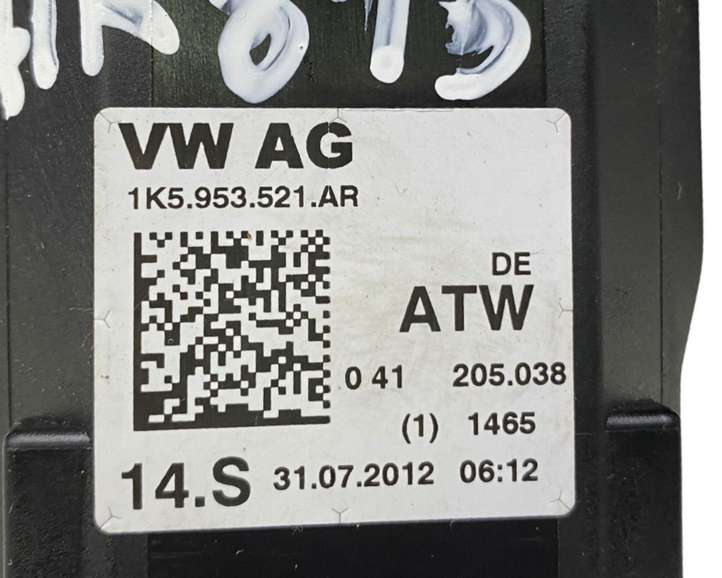 VW AG
1K5.953.521.AR
DE
ATW
0 41 205.038
(1) 1465
14.S 31.07.2012 06:12